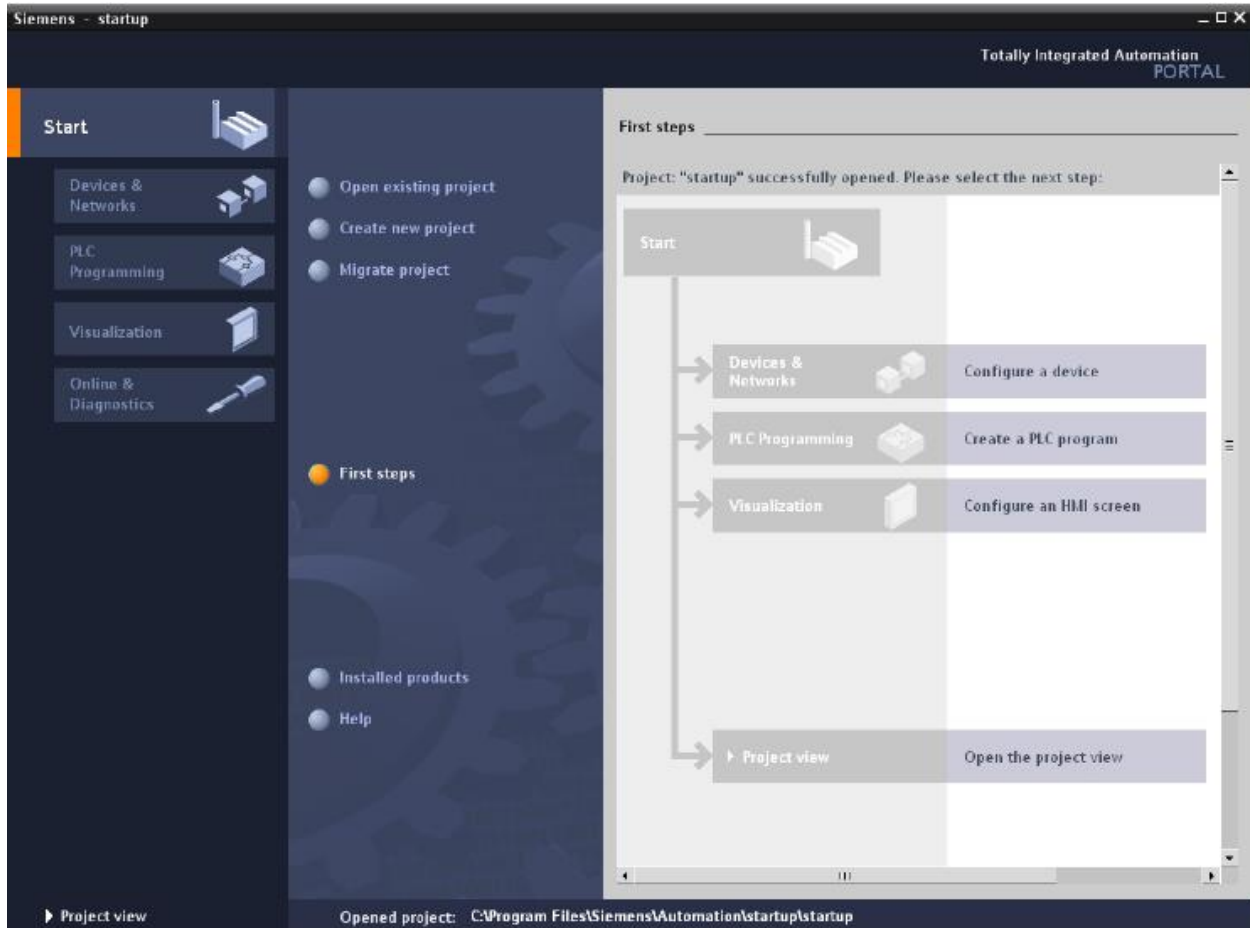 Siemens - startup
Totally Integrated Automation
PORTAL
Start
Devices &
Networks
PLC
Programming
Visualization
Online &
Diagnostics
Project view
Open existing project
Create new project
Migrate project
First steps
Installed products
Help
First steps
Project: "startup" successfully opened. Please select the next step:
Start
Devices &
Networks
Configure a device
PLC Programming
Create a PLC program
Visualization
Configure an HMI screen
Project view
Open the project view
Opened project: C:\Program Files\Siemens\Automation\startup\startup